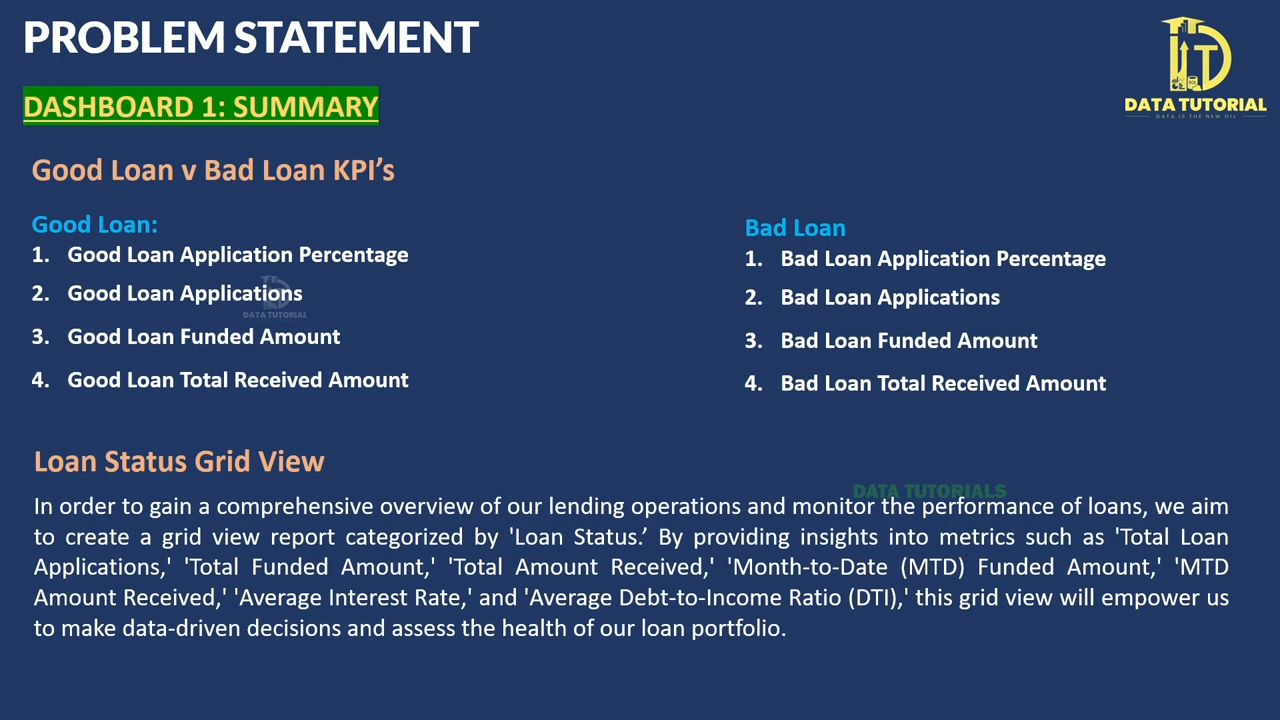 PROBLEM STATEMENT
DATA TUTORIAL
DATA IS THE NEW OIL
DASHBOARD 1: SUMMARY
Good Loan v Bad Loan KPI’s
Good Loan:
1. Good Loan Application Percentage
2. Good Loan Applications
3. Good Loan Funded Amount
4. Good Loan Total Received Amount
DATA TUTORIAL
Bad Loan
1. Bad Loan Application Percentage
2. Bad Loan Applications
3. Bad Loan Funded Amount
4. Bad Loan Total Received Amount
Loan Status Grid View
DATA TUTORIALS
In order to gain a comprehensive overview of our lending operations and monitor the performance of loans, we aim
to create a grid view report categorized by 'Loan Status.’ By providing insights into metrics such as 'Total Loan
Applications,' 'Total Funded Amount,' 'Total Amount Received,' 'Month-to-Date (MTD) Funded Amount,' 'MTD
Amount Received,' 'Average Interest Rate,' and 'Average Debt-to-Income Ratio (DTI),' this grid view will empower us
to make data-driven decisions and assess the health of our loan portfolio.